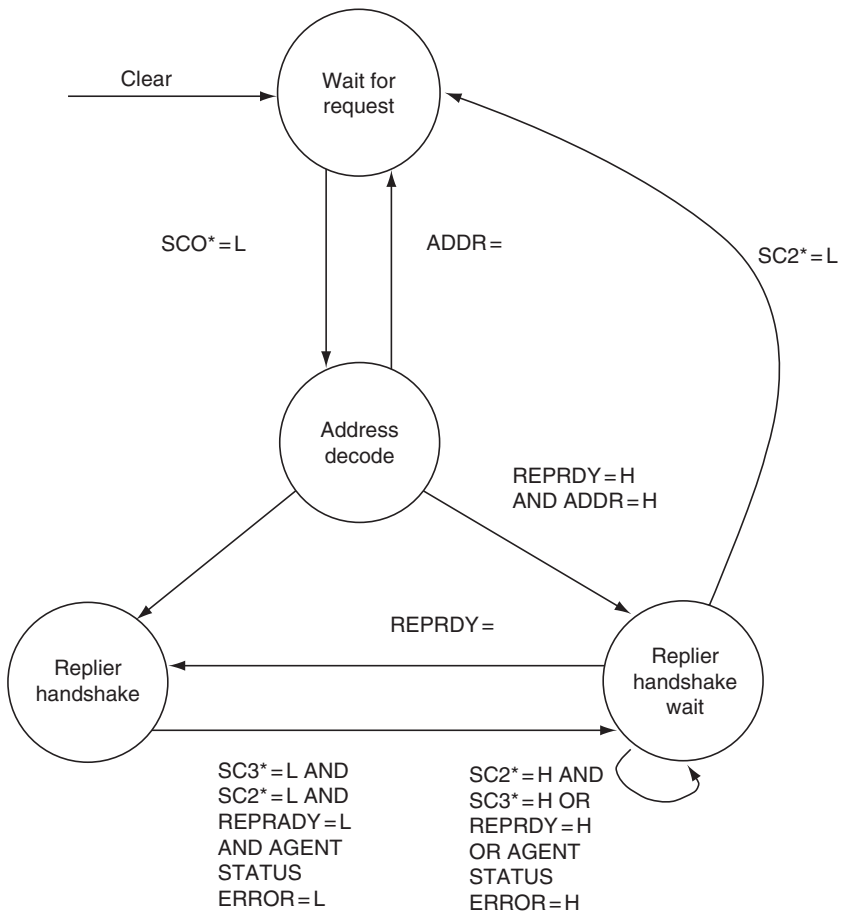 Clear
Wait for
request
SCO*=L
ADDR=
SC2*=L
Address
decode
REPRDY=H
AND ADDR=H
REPRDY=
Replier
handshake
Replier
handshake
wait
SC3*=L AND
SC2*=L AND
REPRADY=L
AND AGENT
STATUS
ERROR=L
SC2*=H AND
SC3*=H OR
REPRDY=H
OR AGENT
STATUS
ERROR=H